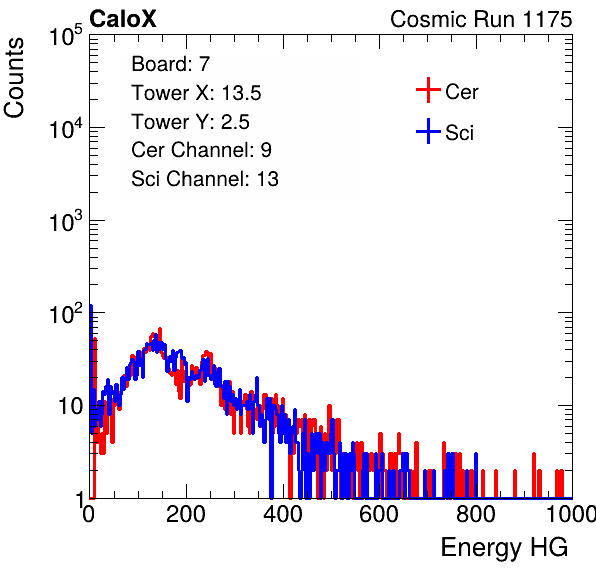 CaloX Cosmic Run 1175
Counts
Board: 7
Tower X: 13.5
Tower Y: 2.5
Cer Channel: 9
Sci Channel: 13
Cer
Sci
10^5
10^4
10^3
10^2
10
1
0 200 400 600 800 1000
Energy HG